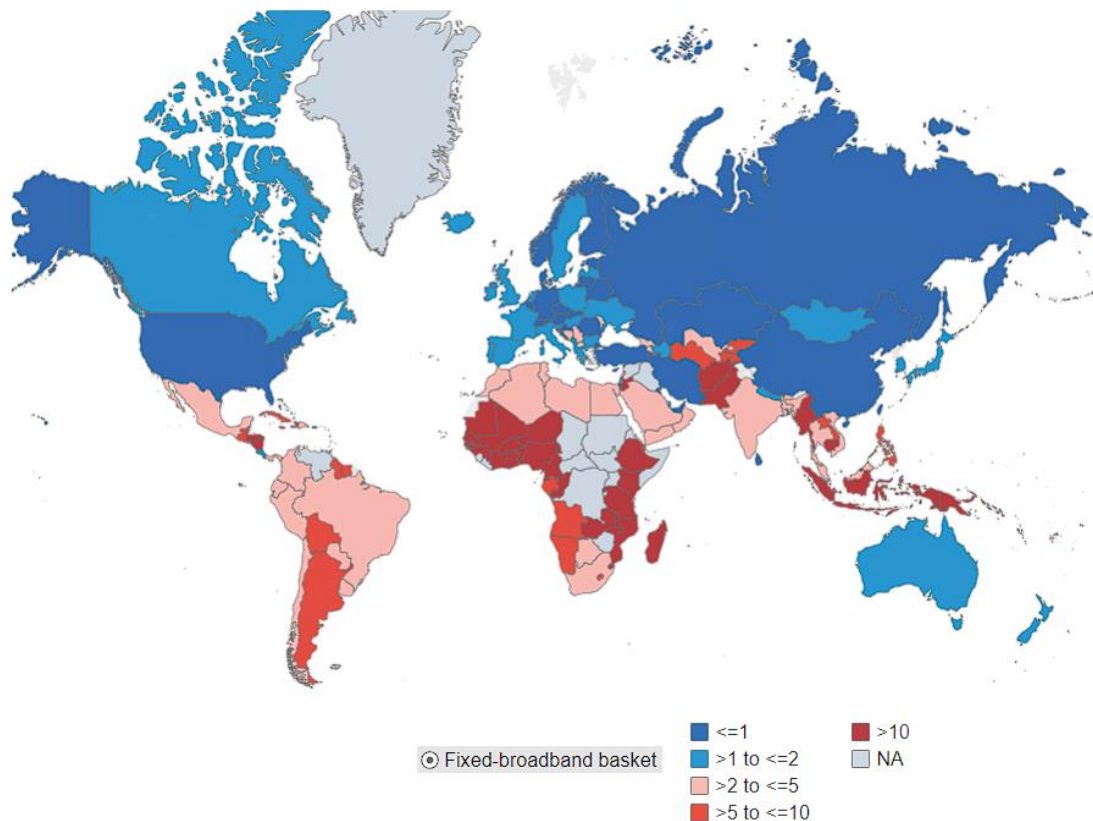 Fixed-broadband basket
<=1
>1 to <=2
>2 to <=5
>5 to <=10
>10
NA